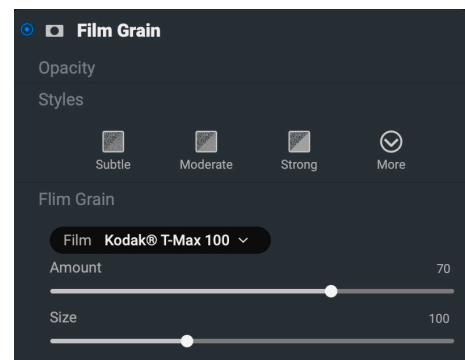 Film Grain
Opacity
Styles
Subtle Moderate Strong More
Flim Grain
Film Kodak® T-Max 100
Amount 70
Size 100